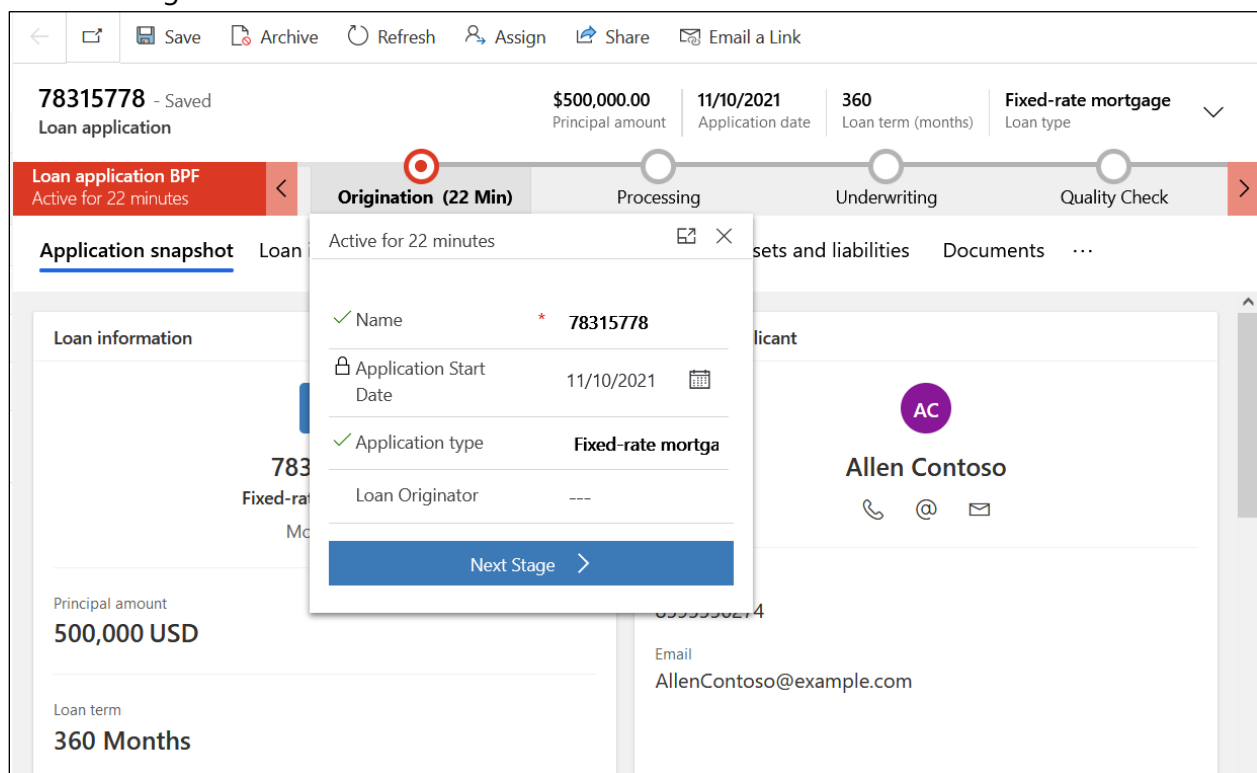 Save Archive Refresh Assign Share Email a Link
78315778 - Saved
Loan application
$500,000.00 11/10/2021 360 Fixed-rate mortgage
Principal amount Application date Loan term (months) Loan type
Loan application BPF
Active for 22 minutes
Origination (22 Min) Processing Underwriting Quality Check
Application snapshot Loan sets and liabilities Documents ...
Active for 22 minutes
Name * 78315778
Application Start
Date
11/10/2021
Application type Fixed-rate mortga
Loan Originator ---
Next Stage
Loan information
783
Fixed-ra
Mo
Principal amount
500,000 USD
Loan term
360 Months
licant
AC
Allen Contoso
Email
AllenContoso@example.com